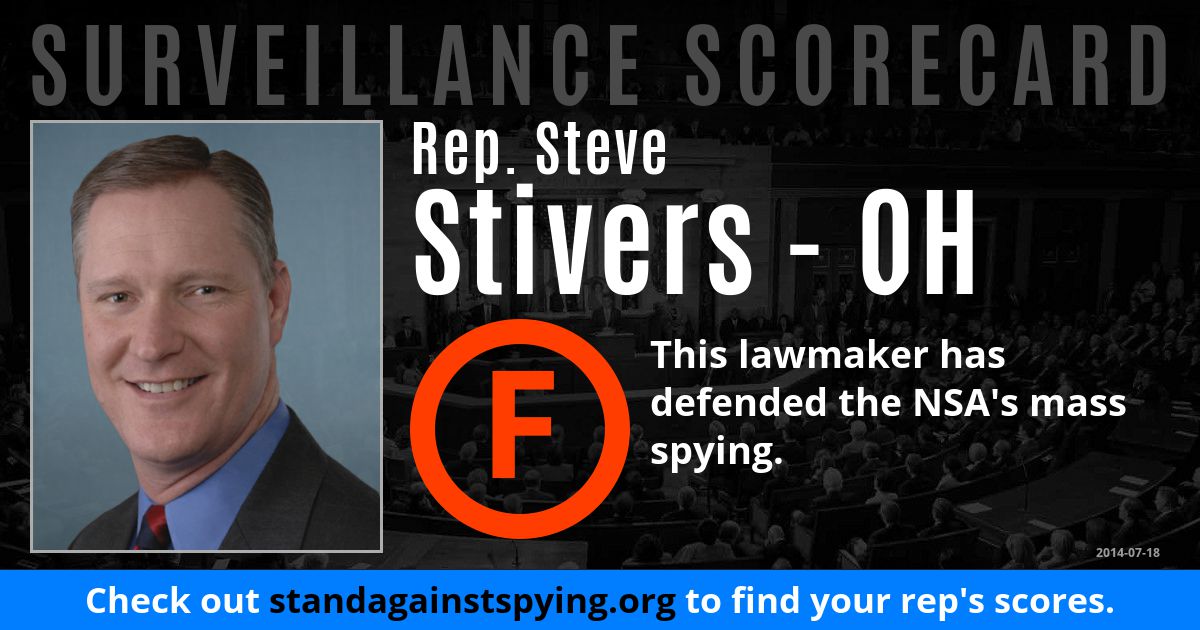 SURVEILLANCE SCORECARD
Rep. Steve
Stivers - OH
F
This lawmaker has
defended the NSA's mass
spying.
2014-07-18
Check out standagainstspying.org to find your rep's scores.